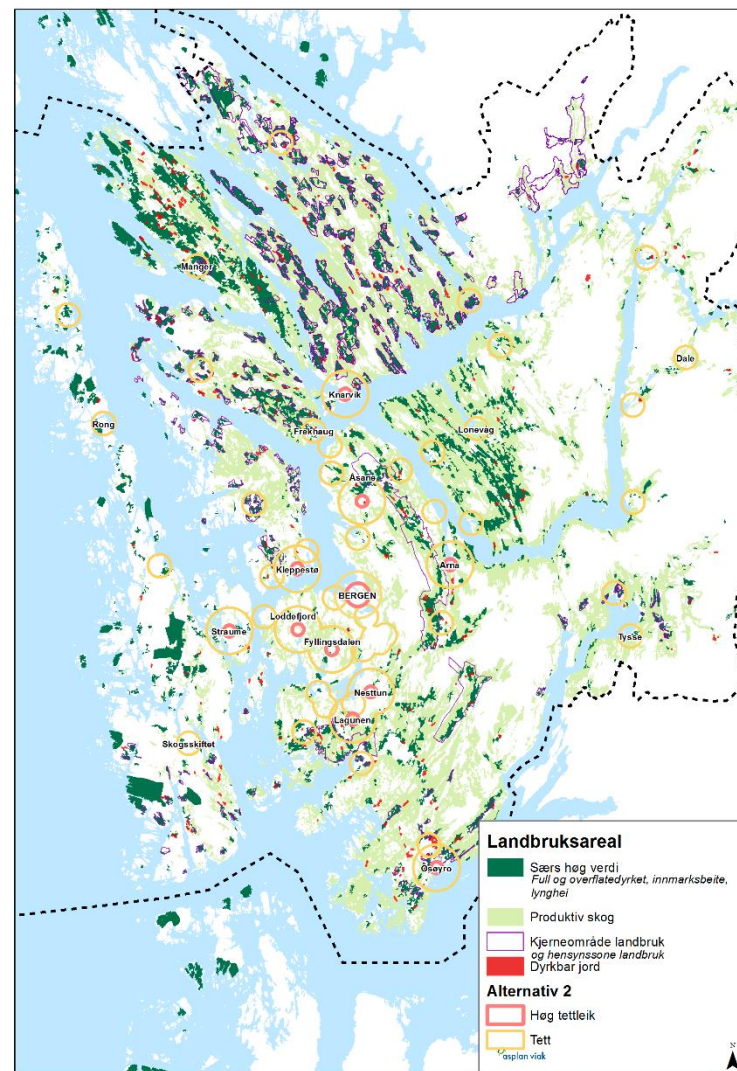 Manger
Dale
Knarvik
Rong
Frekhaug
Lonevåg
Åsane
Kleppestø
Arna
BERGEN
Straume
Loddefjord
Fyllingsdalen
Tysse
Nesttun
Lagunen
Skogsskiftet
Osøyro
Landbruksareal
Særs høg verdi
Full og overflatedyrket, innmarksbeite,
lynghei
Produktiv skog
Kjerneområde landbruk
og hensynssone landbruk
Dyrkbar jord
Alternativ 2
Høg tettleik
Tett
asplan viak
N